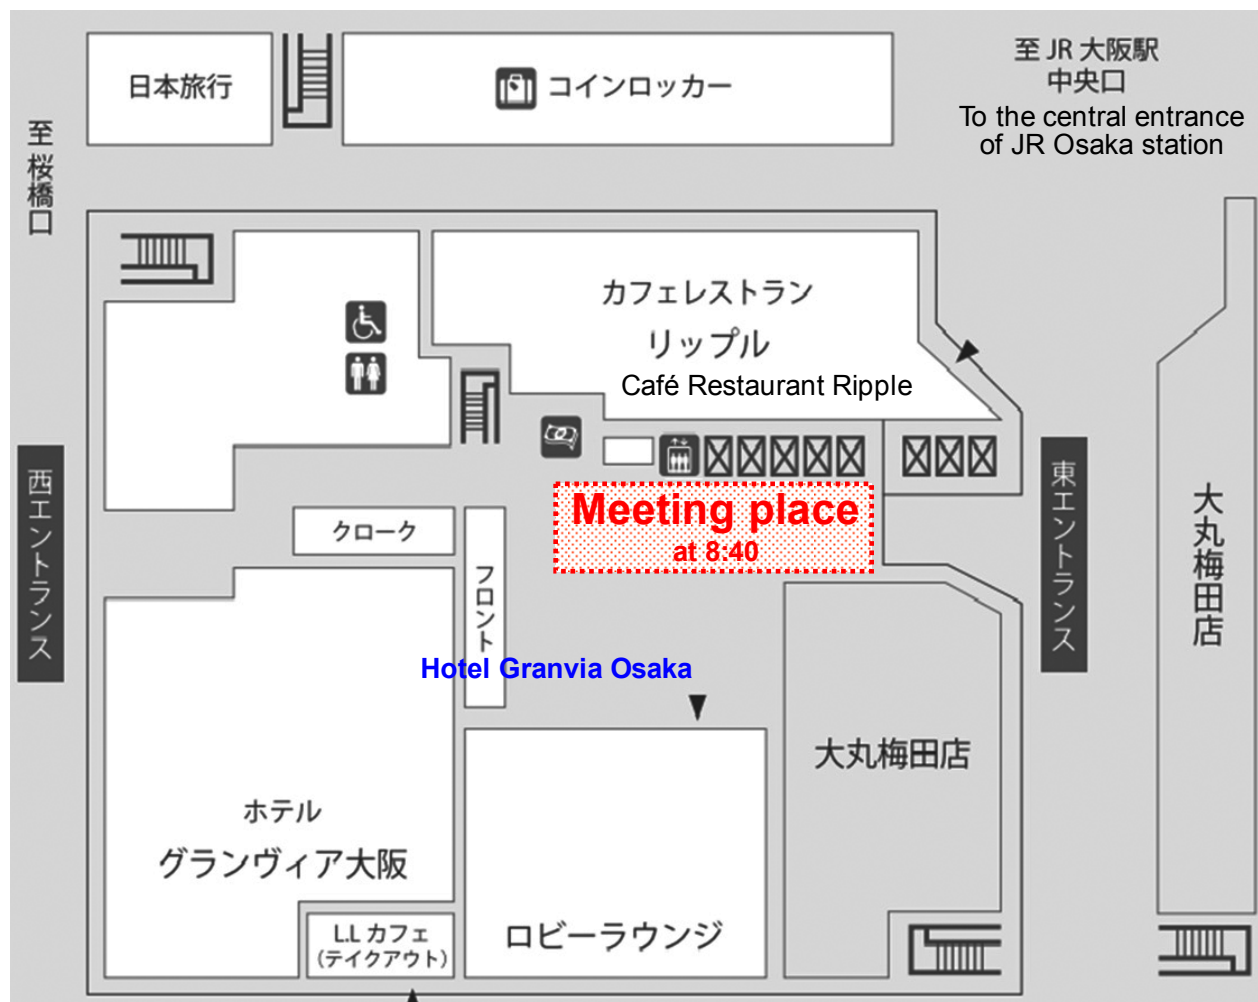 日本旅行
コインロッカー
至 JR 大阪駅
中央口
To the central entrance
of JR Osaka station
至 桜橋口
カフェレストラン
リップル
Café Restaurant Ripple
西エントランス
東エントランス
Meeting place
at 8:40
クローク
フロント
Hotel Granvia Osaka
大丸梅田店
大丸梅田店
ホテル
グランヴィア大阪
L.L カフェ
(テイクアウト)
ロビーラウンジ